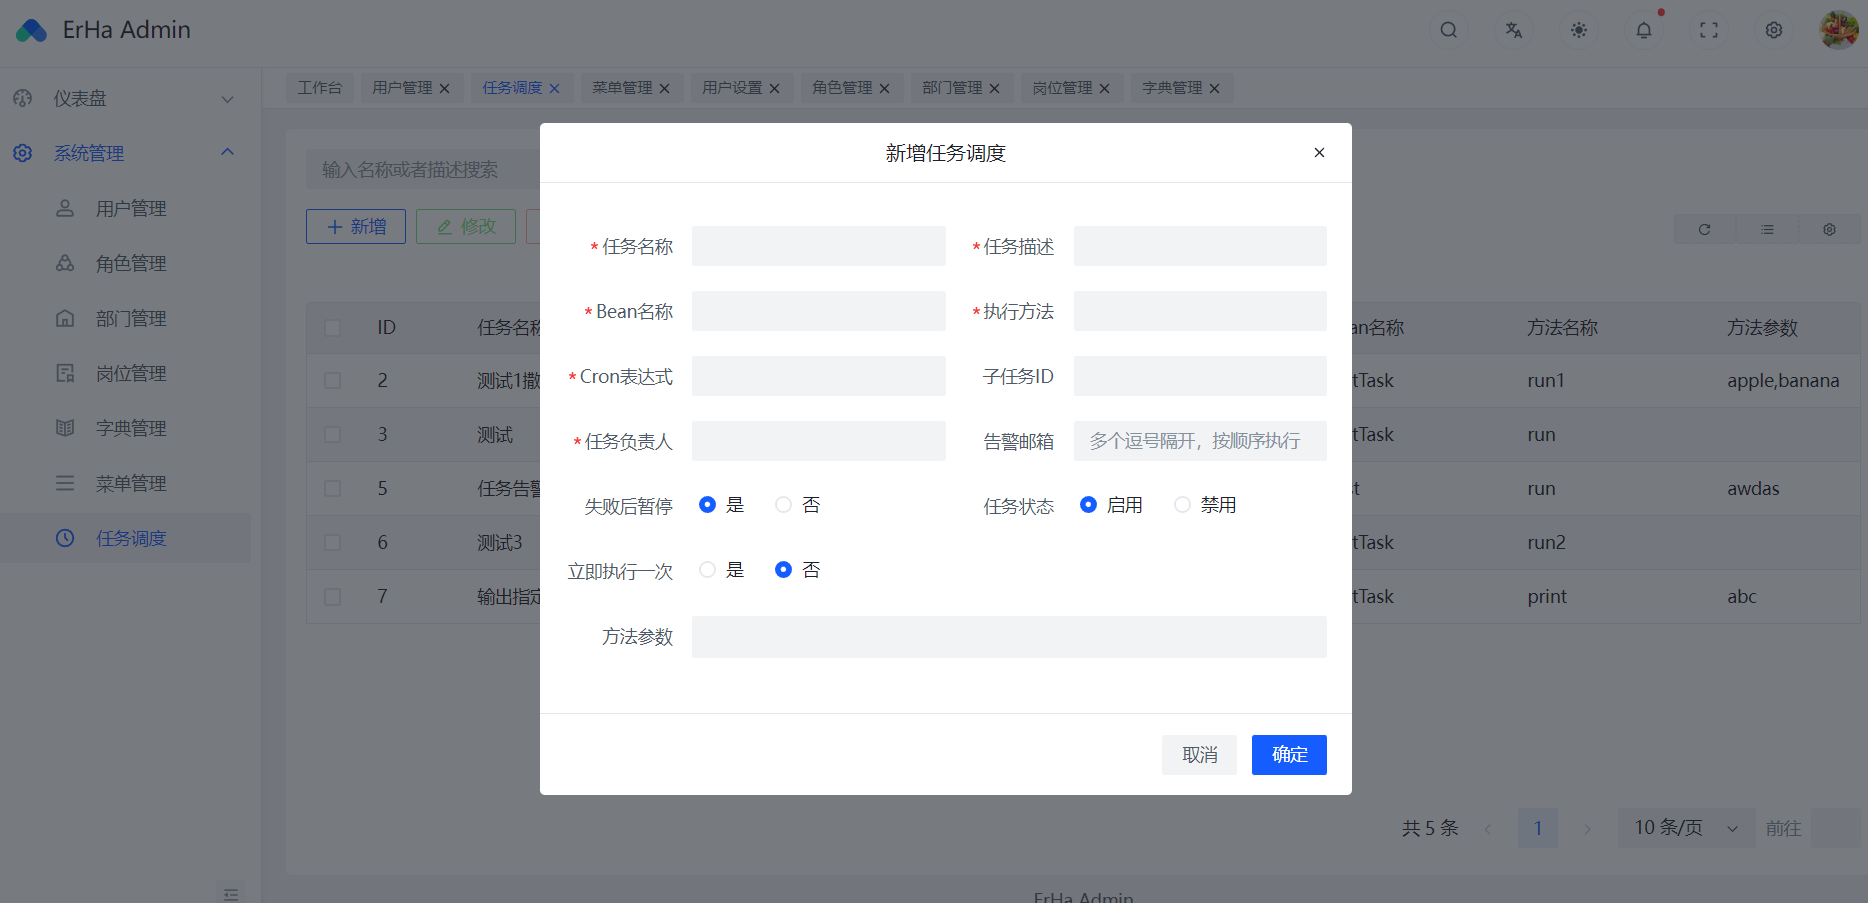 ErHa Admin
仪表盘
系统管理
用户管理
角色管理
部门管理
岗位管理
字典管理
菜单管理
任务调度
工作台 用户管理 任务调度 菜单管理 用户设置 角色管理 部门管理 岗位管理 字典管理
输入名称或者描述搜索
新增 修改
ID 任务名称 an名称 方法名称 方法参数
2 测试1撒 tTask run1 apple,banana
3 测试 tTask run
5 任务告警 t run awdas
6 测试3 tTask run2
7 输出指定 tTask print abc
新增任务调度
*任务名称 *任务描述
*Bean名称 *执行方法
*Cron表达式 子任务ID
*任务负责人 告警邮箱 多个逗号隔开，按顺序执行
失败后暂停 是 否 任务状态 启用 禁用
立即执行一次 是 否
方法参数
取消 确定
共 5 条 1 10 条/页 前往
ErHa Admin